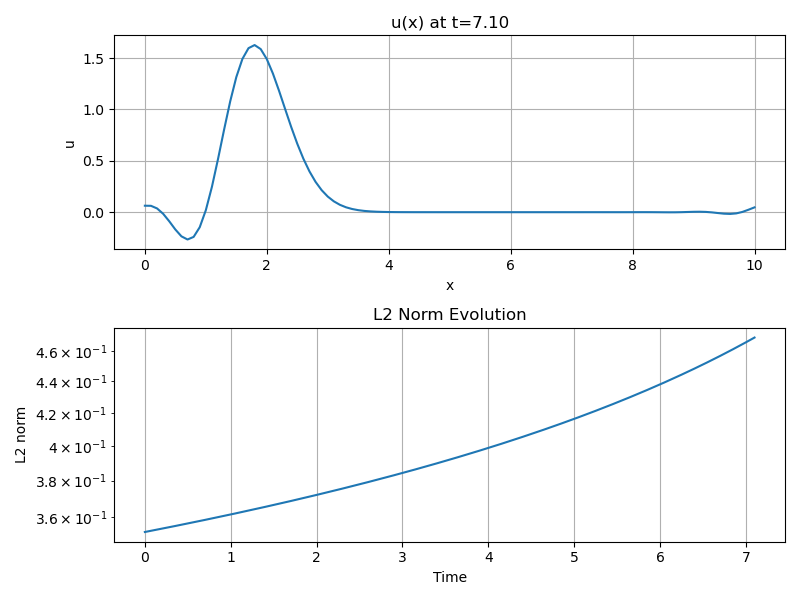 u(x) at t=7.10
u
1.5
1.0
0.5
0.0
0 2 4 6 8 10
x
L2 Norm Evolution
L2 norm
4.6 × 10⁻¹
4.4 × 10⁻¹
4.2 × 10⁻¹
4 × 10⁻¹
3.8 × 10⁻¹
3.6 × 10⁻¹
0 1 2 3 4 5 6 7
Time